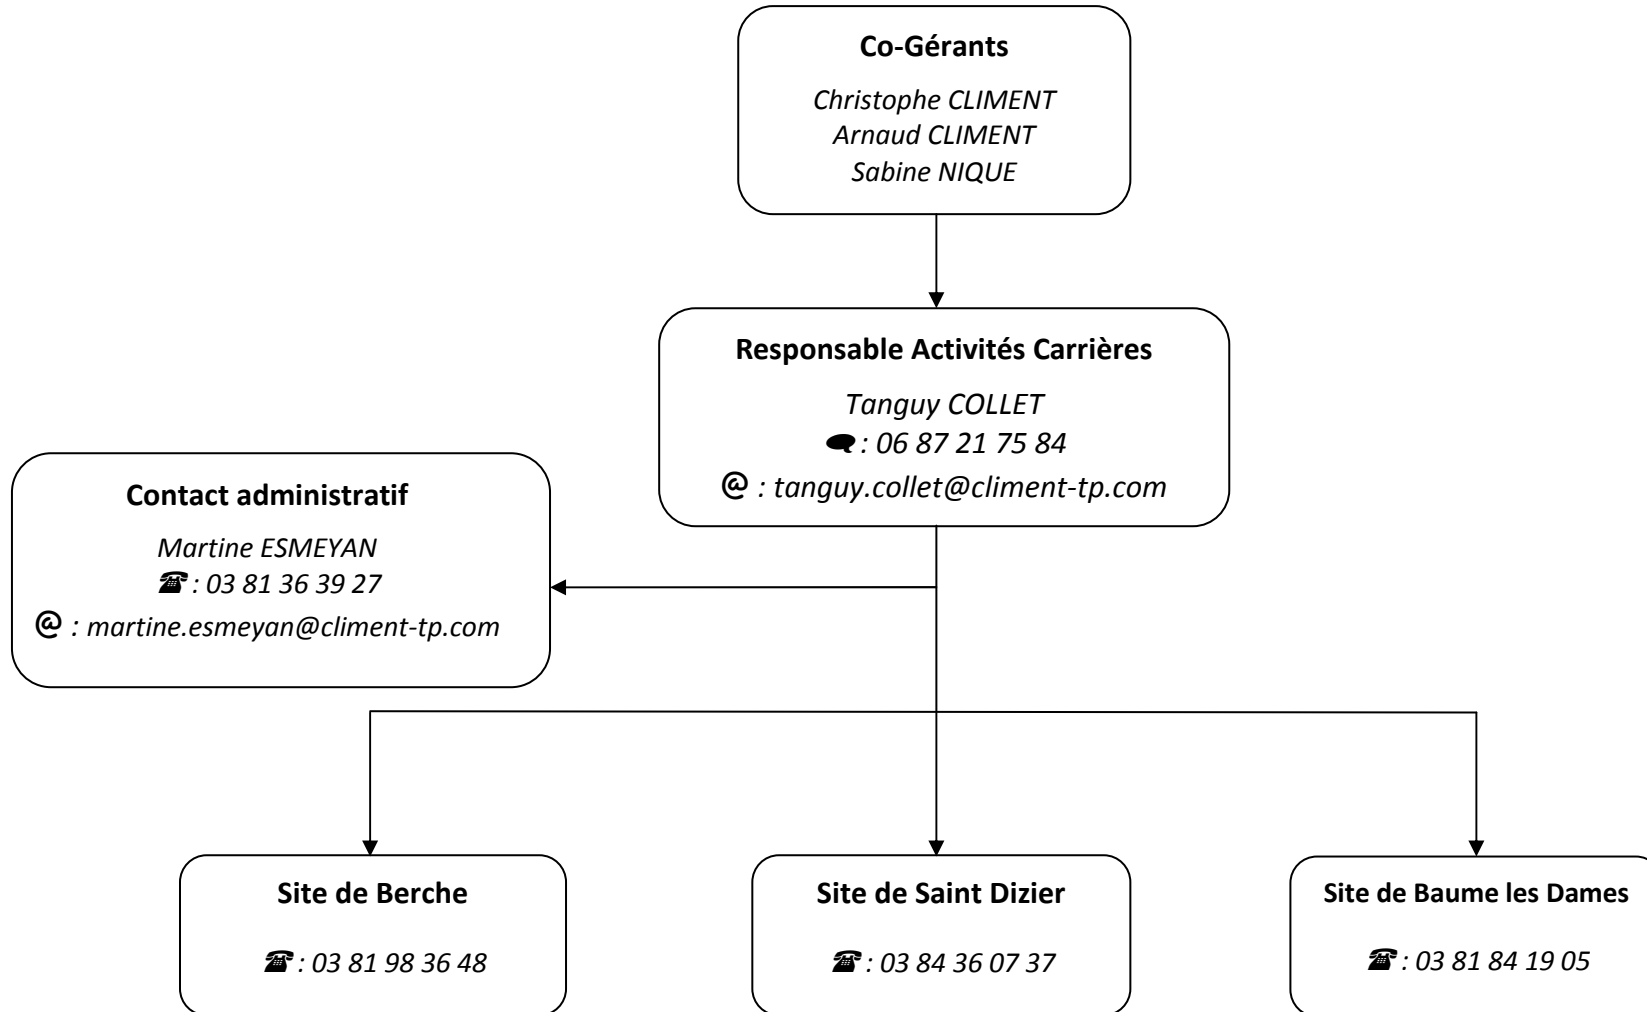 Co-Gérants
Christophe CLIMENT
Arnaud CLIMENT
Sabine NIQUE
Responsable Activités Carrières
Tanguy COLLET
🗨 : 06 87 21 75 84
@ : tanguy.collet@climent-tp.com
Contact administratif
Martine ESMEYAN
☎ : 03 81 36 39 27
@ : martine.esmeyan@climent-tp.com
Site de Berche
☎ : 03 81 98 36 48
Site de Saint Dizier
☎ : 03 84 36 07 37
Site de Baume les Dames
☎ : 03 81 84 19 05